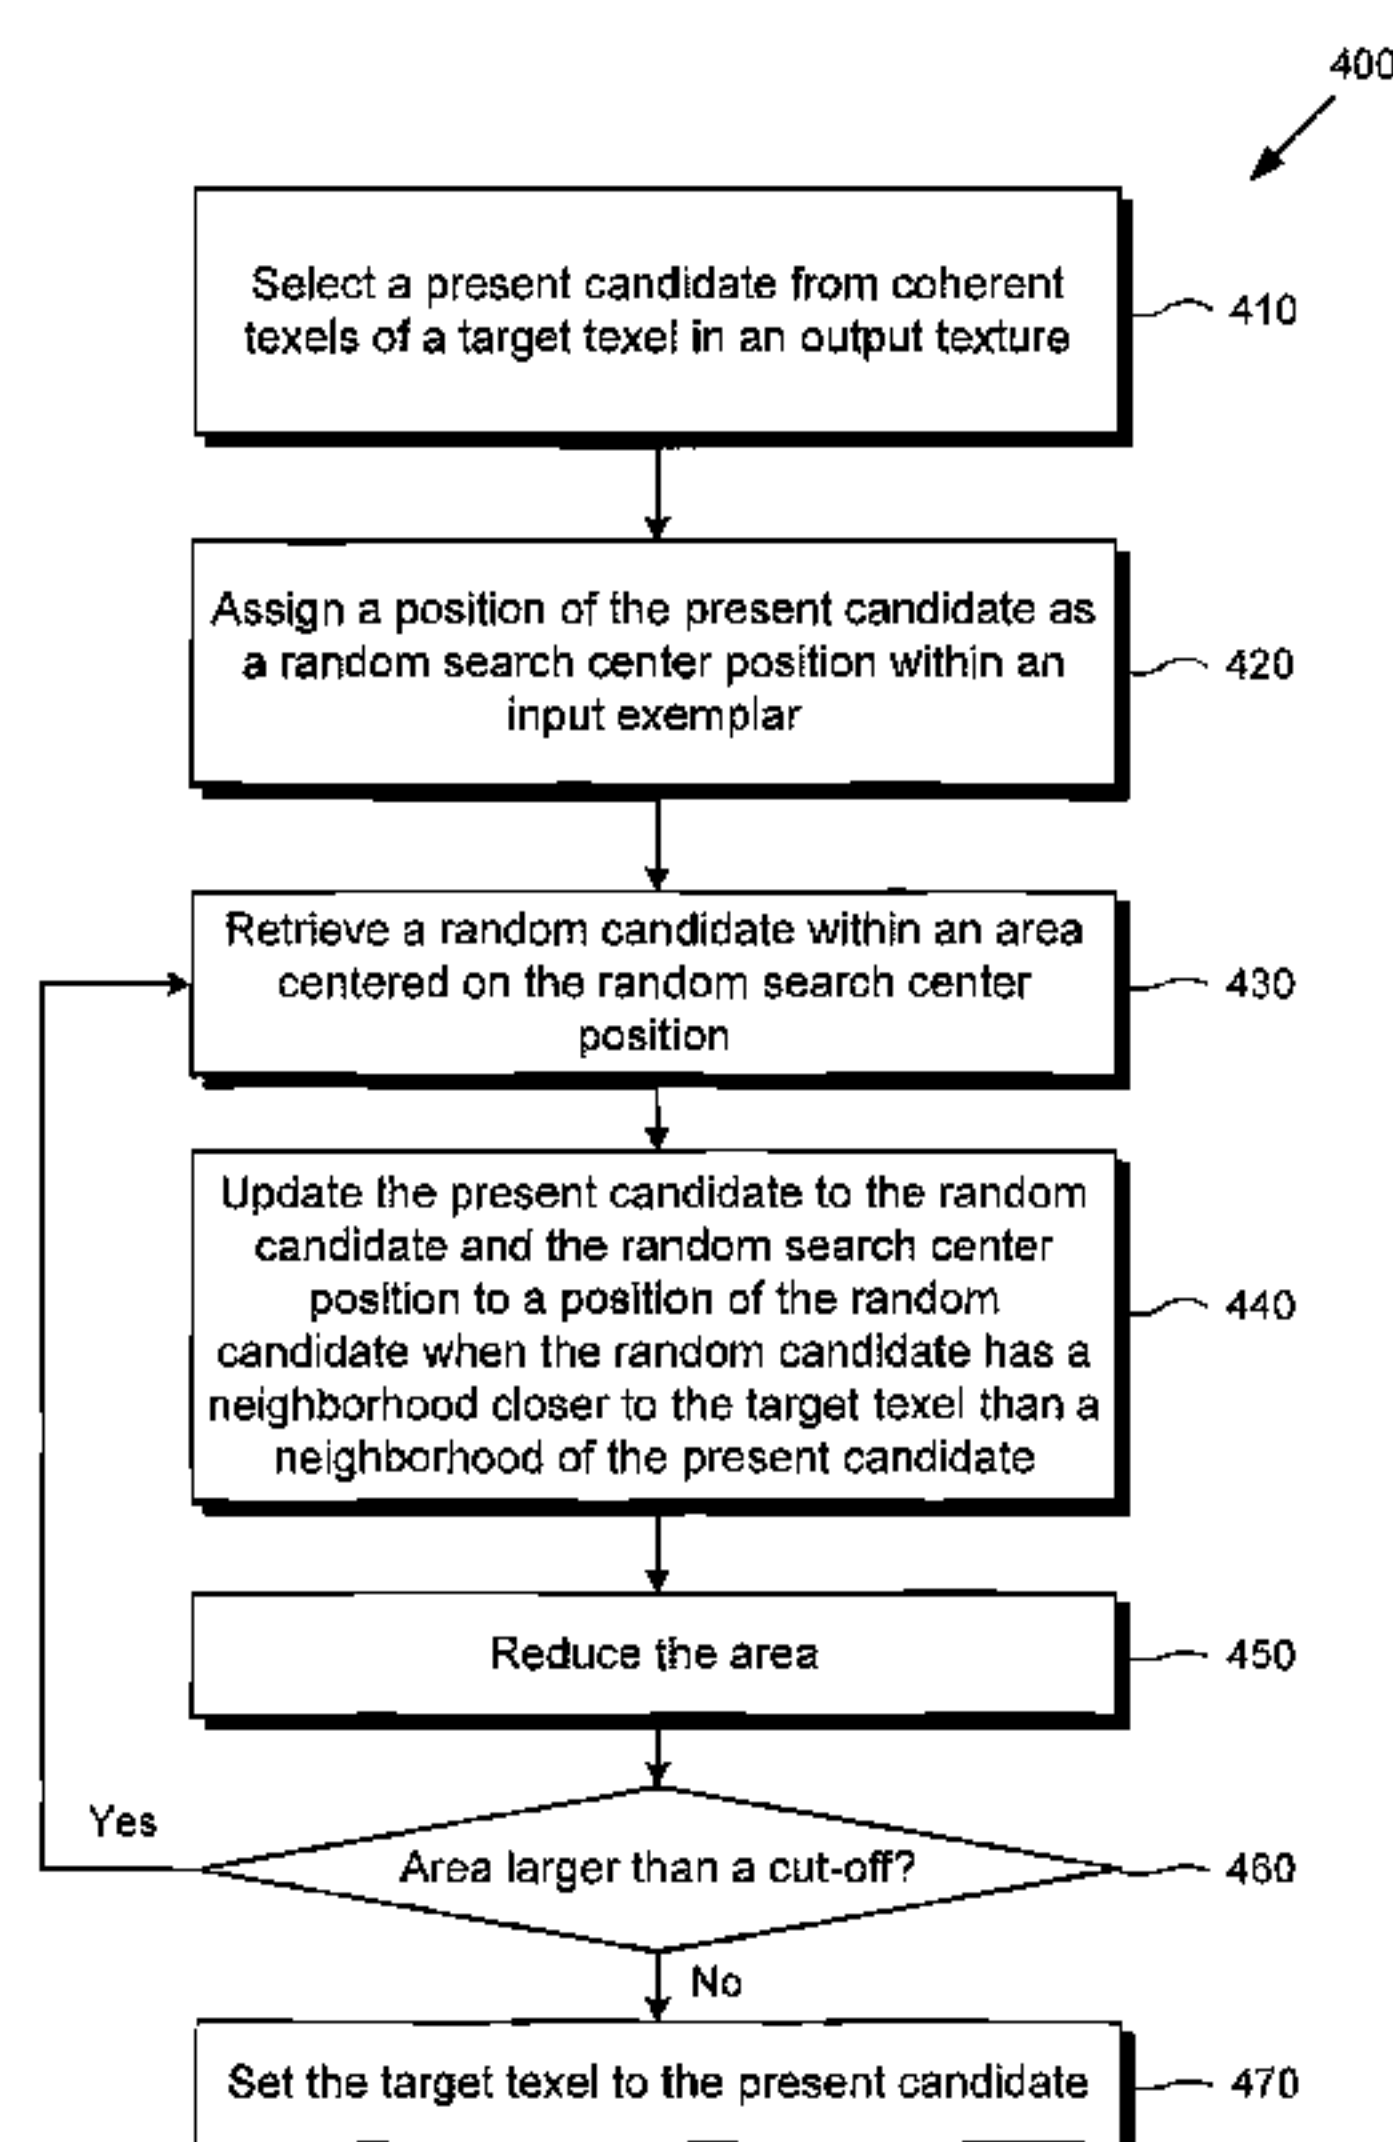 400
Select a present candidate from coherent
texels of a target texel in an output texture
410
Assign a position of the present candidate as
a random search center position within an
input exemplar
420
Retrieve a random candidate within an area
centered on the random search center
position
430
Update the present candidate to the random
candidate and the random search center
position to a position of the random
candidate when the random candidate has a
neighborhood closer to the target texel than a
neighborhood of the present candidate
440
Reduce the area
450
Yes
Area larger than a cut-off?
460
No
Set the target texel to the present candidate
470